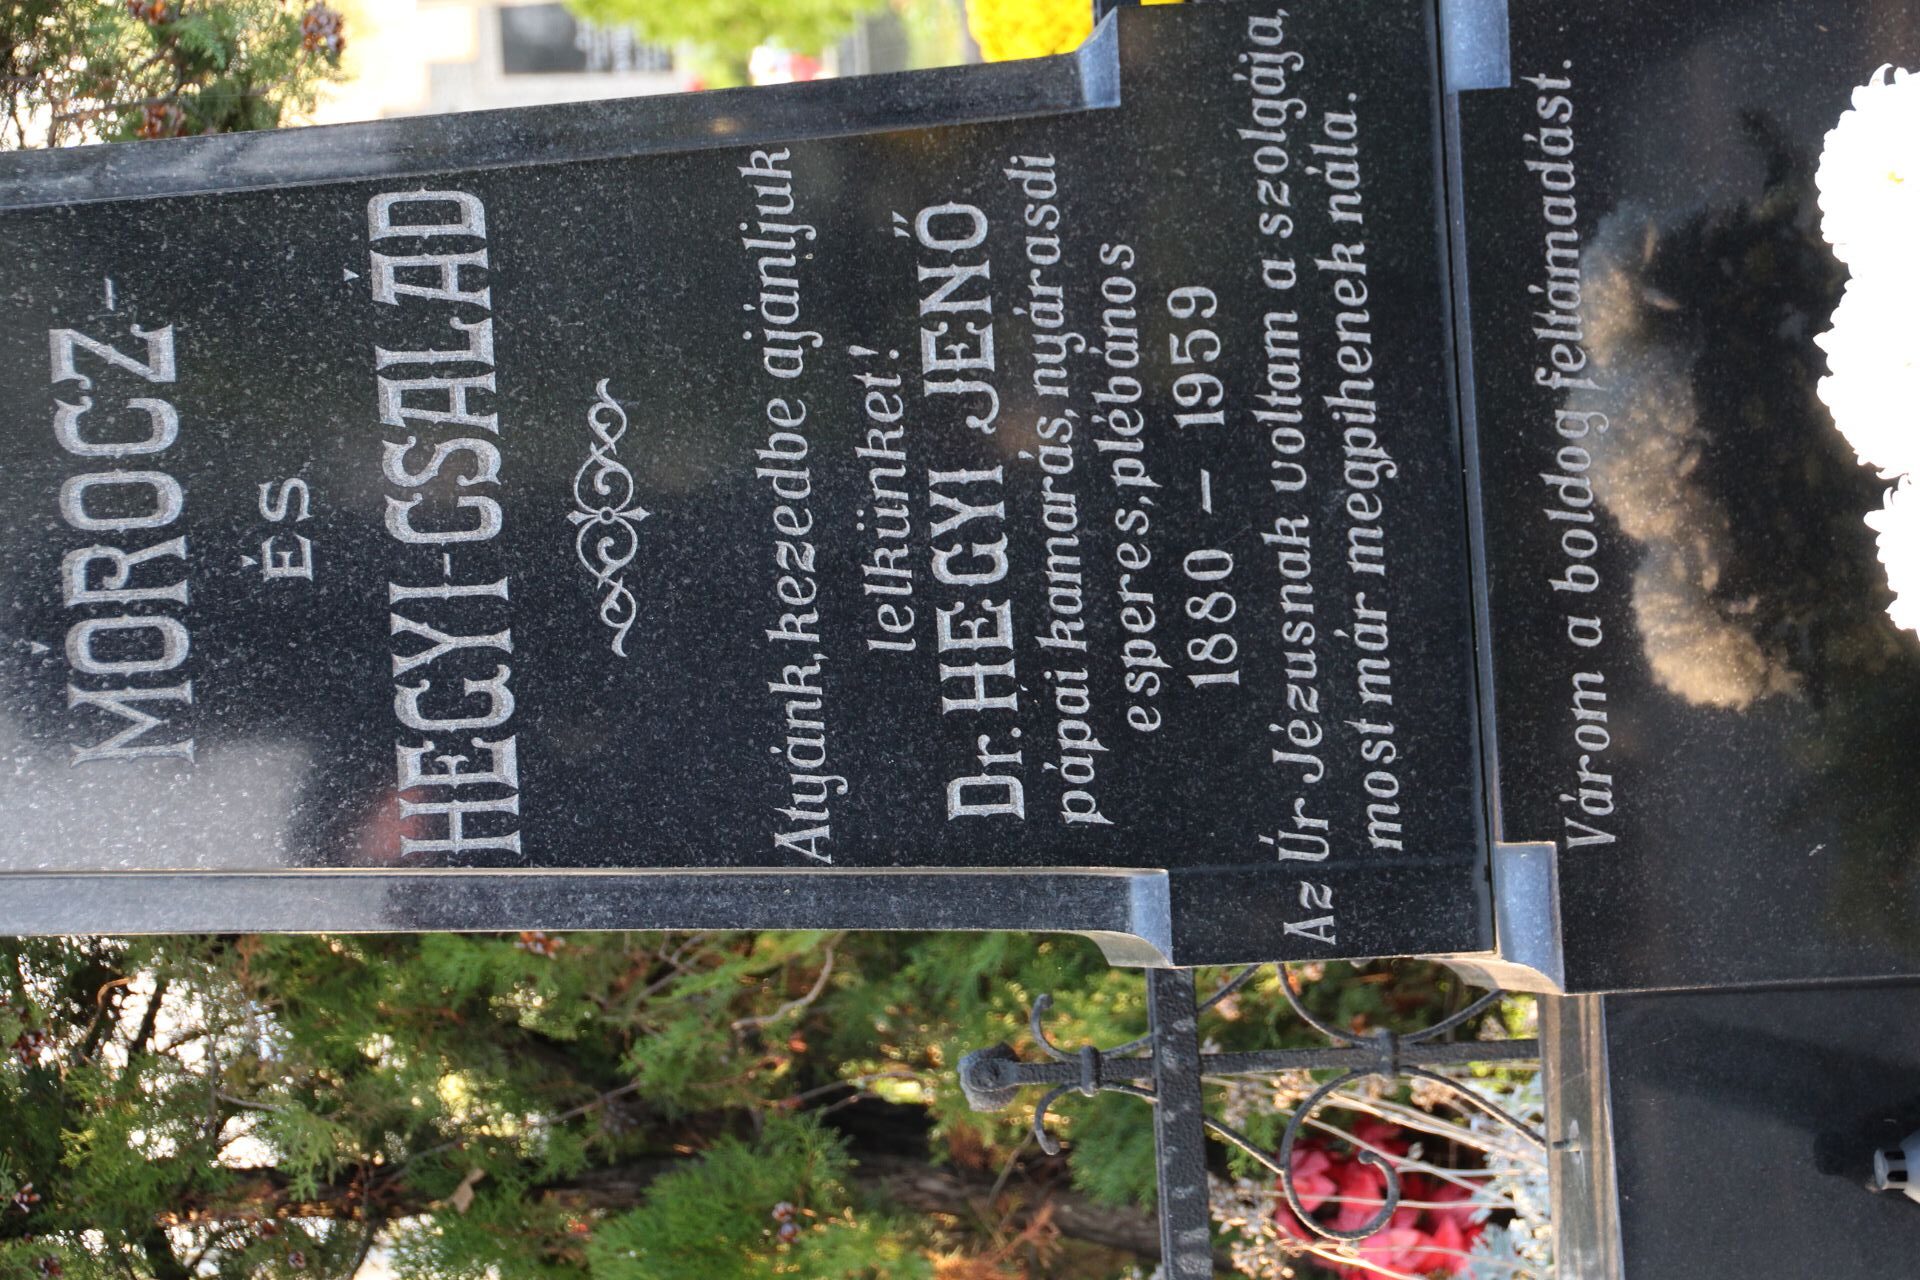 MÓROCZ-
ÉS
HEGYI-CSALÁD
Atyánk, kezedbe ajánljuk
lelkünket!
Dr. HEGYI JENŐ
pápai kamarás, nyárasdi
esperes, plébános
1880 - 1959
Az Úr Jézusnak voltam a szolgája,
most már megpihenek nála.
Várom a boldog feltámadást.